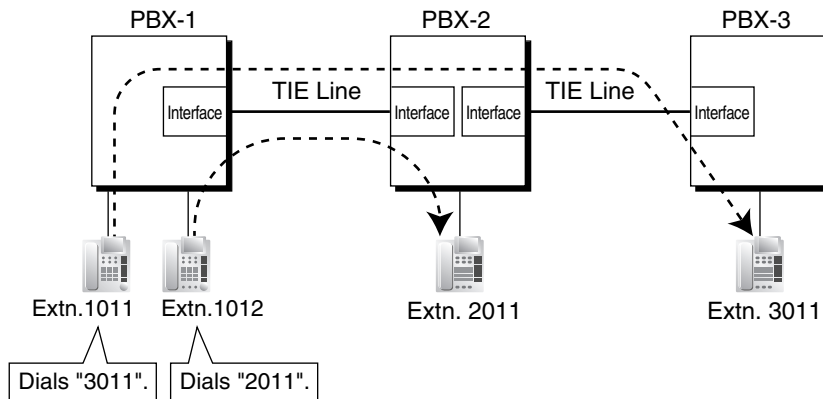 PBX-1
PBX-2
PBX-3
TIE Line
TIE Line
Interface
Interface
Interface
Interface
Extn.1011
Extn.1012
Extn. 2011
Extn. 3011
Dials "3011".
Dials "2011".